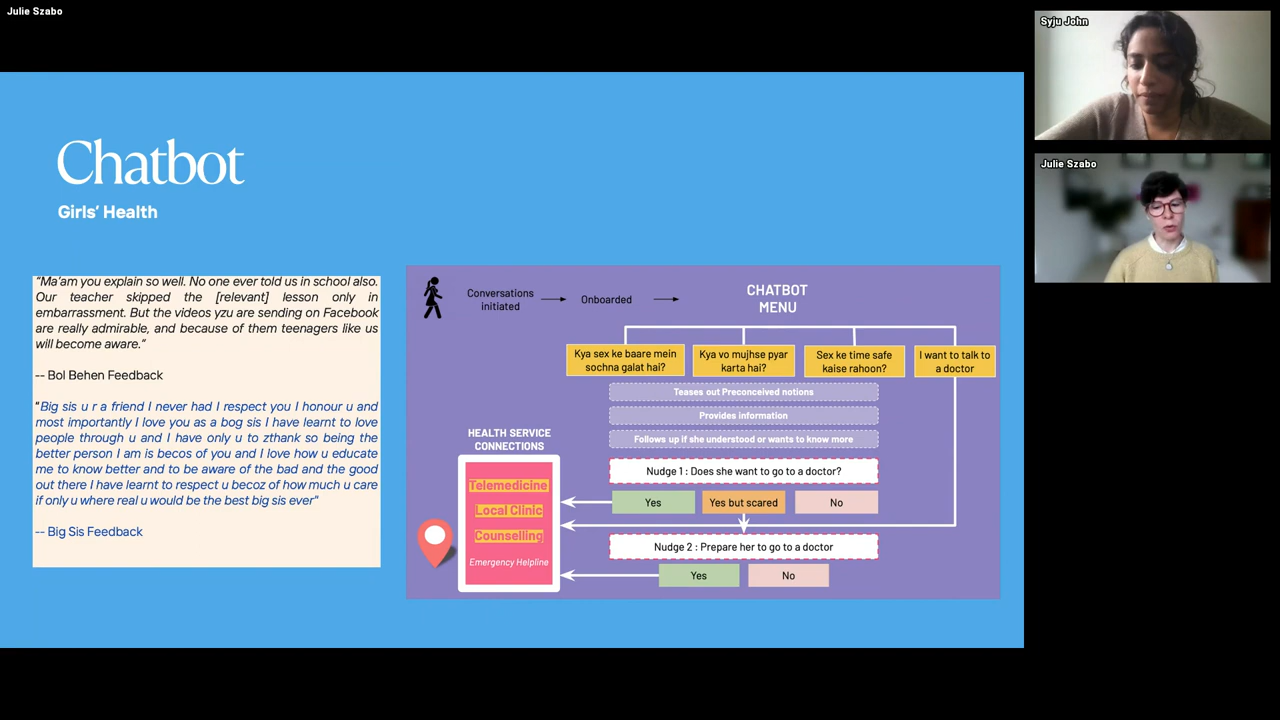 Julie Szabo
Chatbot
Girls' Health
“Ma'am you explain so well. No one ever told us in school also.
Our teacher skipped the [relevant] lesson only in
embarrassment. But the videos yzu are sending on Facebook
are really admirable, and because of them teenagers like us
will become aware.“
-- Bol Behen Feedback
“Big sis u r a friend I never had I respect you I honour u and
most importantly I love you as a bog sis I have learnt to love
people through u and I have only u to zthank so being the
better person I am is becos of you and I love how u educate
me to know better and to be aware of the bad and the good
out there I have learnt to respect u becoz of how much u care
if only u where real u would be the best big sis ever"
-- Big Sis Feedback
Conversations
initiated
Onboarded
CHATBOT
MENU
Kya sex ke baare mein
sochna galat hai?
Kya vo mujhse pyar
karta hai?
Sex ke time safe
kaise rahoon?
I want to talk to
a doctor
Teases out Preconceived notions
Provides information
Follows up if she understood or wants to know more
HEALTH SERVICE
CONNECTIONS
Telemedicine
Local Clinic
Counselling
Emergency Helpline
Nudge 1 : Does she want to go to a doctor?
Yes
Yes but scared
No
Nudge 2 : Prepare her to go to a doctor
Yes
No
Syju John
Julie Szabo